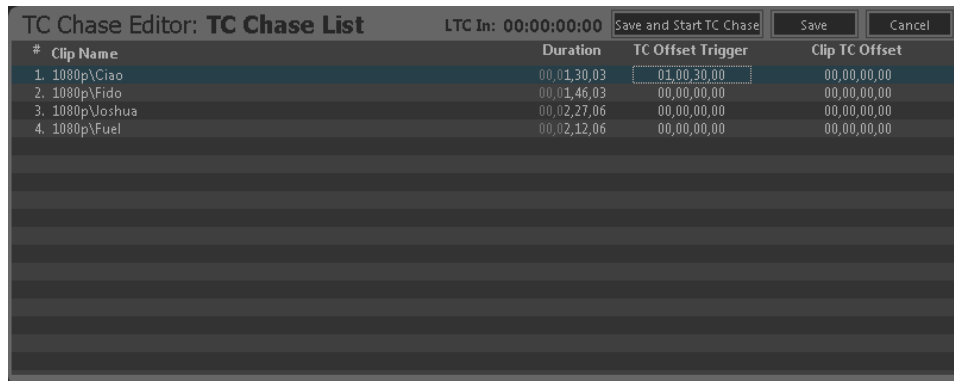 TC Chase Editor: TC Chase List LTC In: 00:00:00:00 Save and Start TC Chase Save Cancel
# Clip Name Duration TC Offset Trigger Clip TC Offset
1. 1080p\Ciao 00,01,30,03 01,00,30,00 00,00,00,00
2. 1080p\Fido 00,01,46,03 00,00,00,00 00,00,00,00
3. 1080p\Joshua 00,02,27,06 00,00,00,00 00,00,00,00
4. 1080p\Fuel 00,02,12,06 00,00,00,00 00,00,00,00